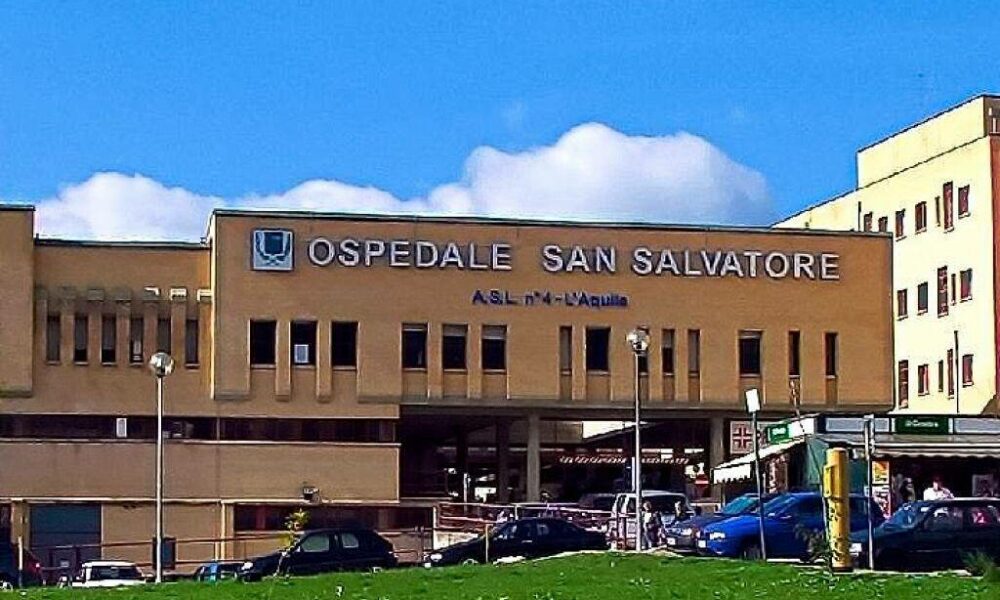 OSPEDALE SAN SALVATORE
A.S.L. n°4 - L'Aquila